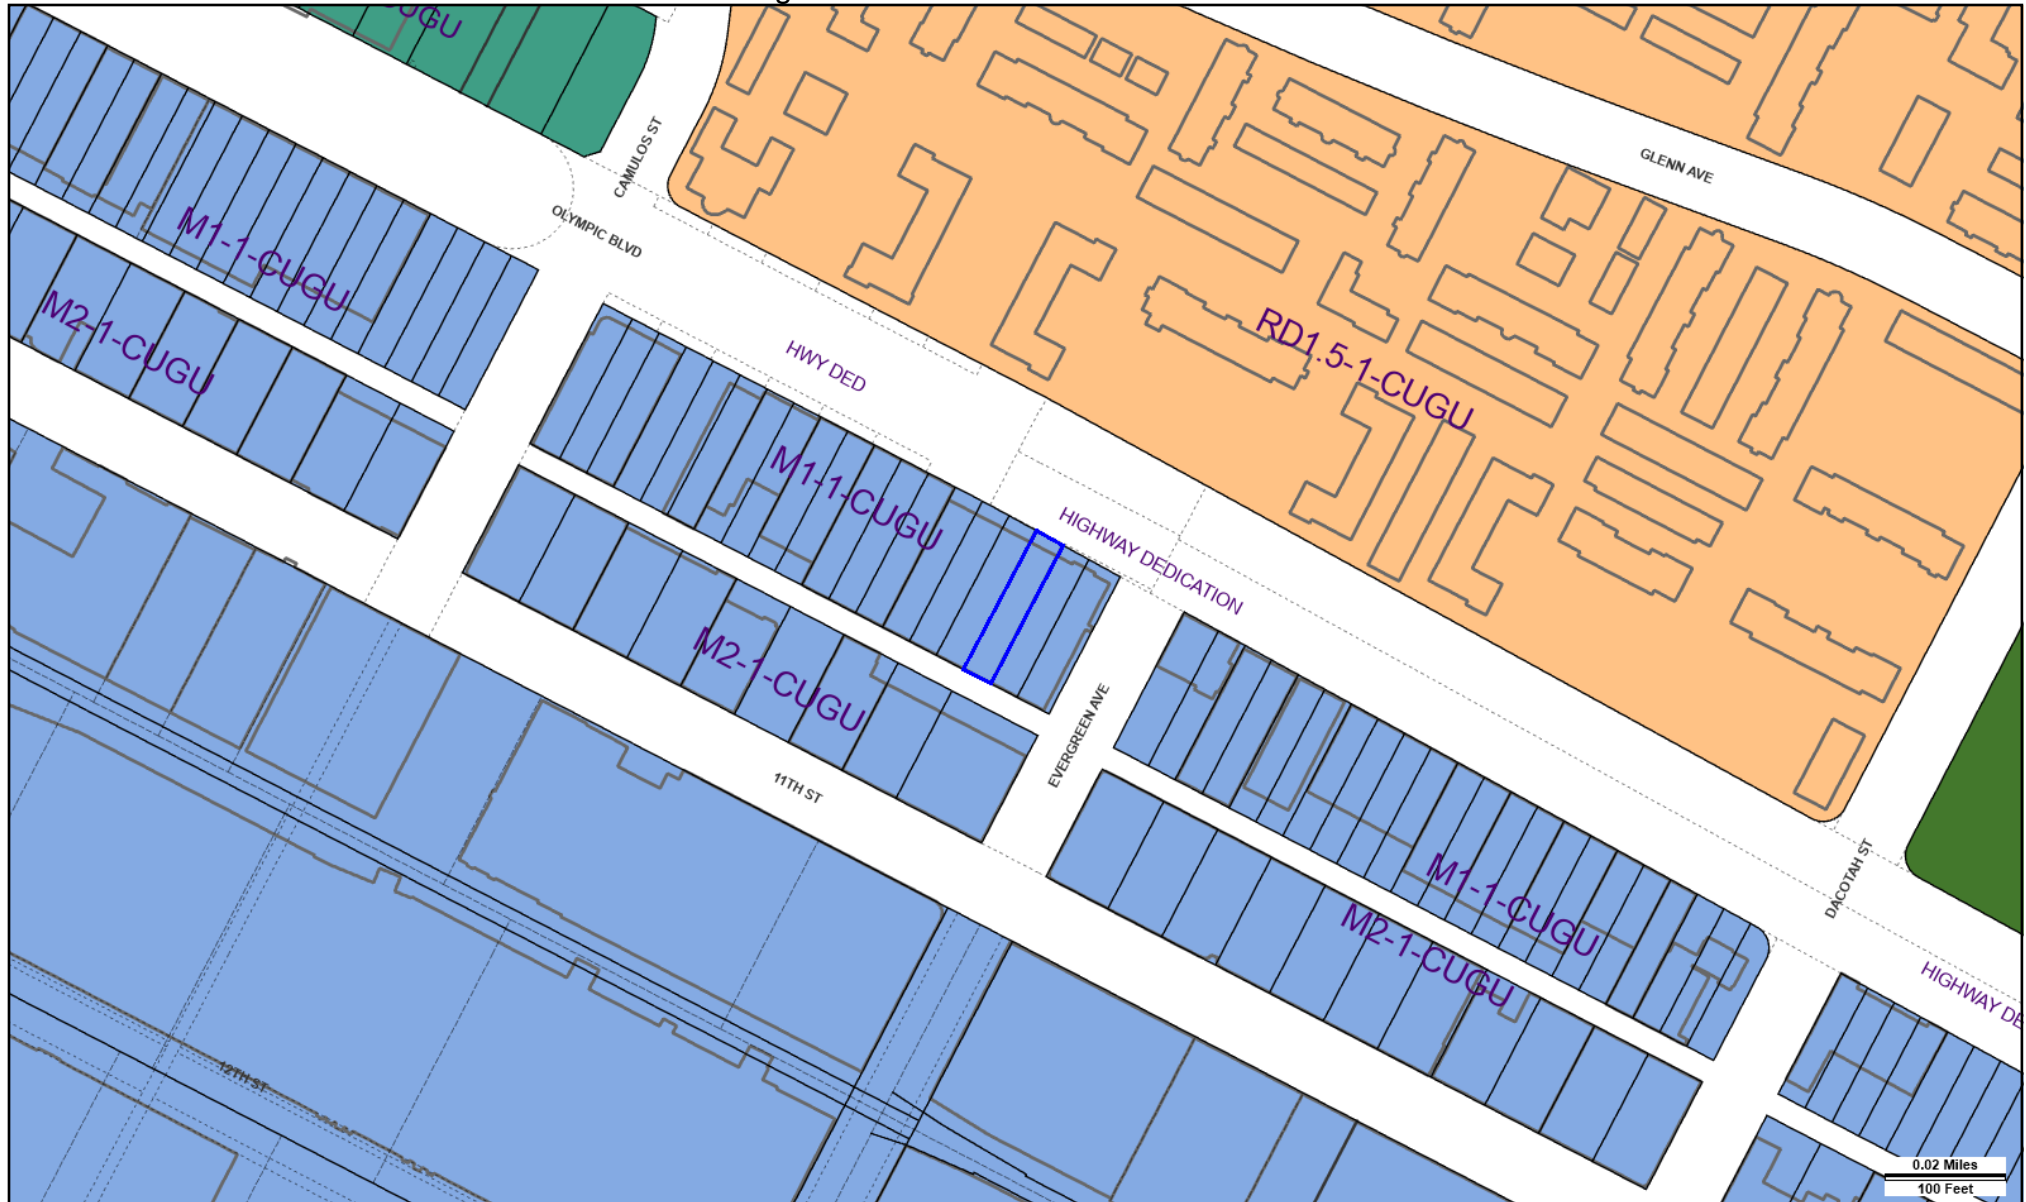 CUGU
CAMULOS ST
GLENN AVE
OLYMPIC BLVD
M1-1-CUGU
M2-1-CUGU
HWY DED
RD1.5-1-CUGU
M1-1-CUGU
HIGHWAY DEDICATION
M2-1-CUGU
EVERGREEN AVE
11TH ST
M1-1-CUGU
M2-1-CUGU
DACOTAH ST
HIGHWAY DE
12TH ST
0.02 Miles
100 Feet